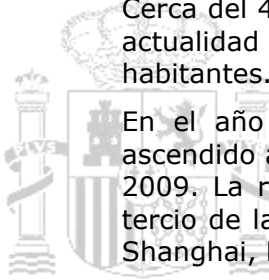 Cerca del 4
actualidad
habitantes.
En el año
ascendido a
2009. La r
tercio de la
Shanghai,